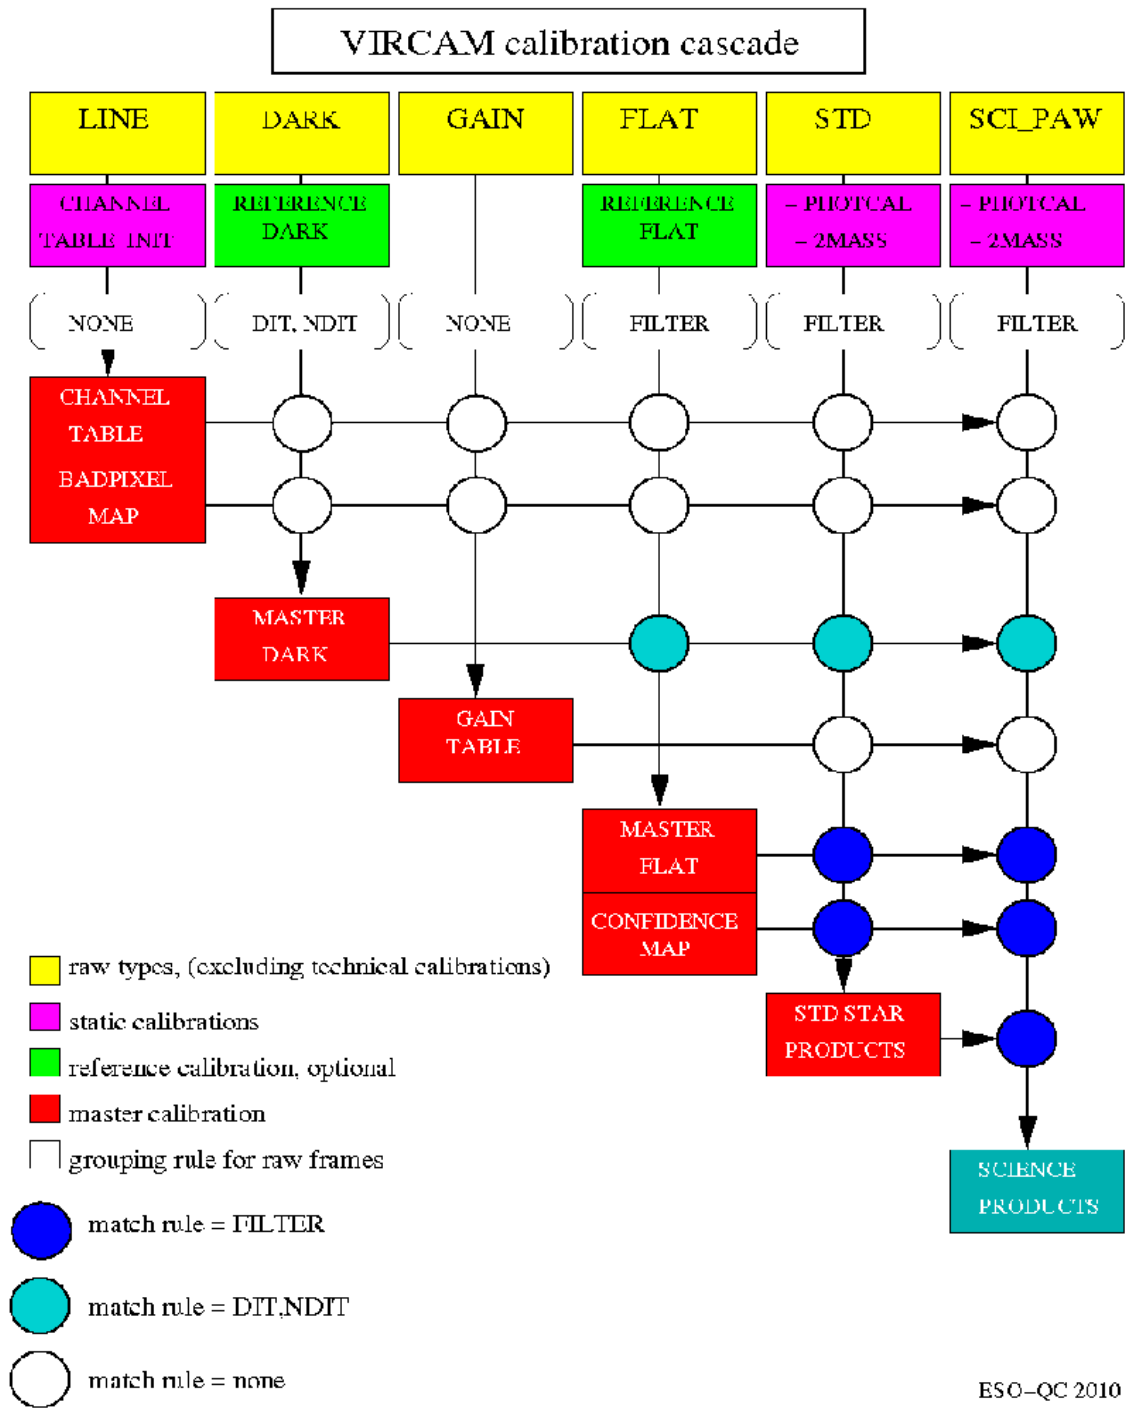 VIRCAM calibration cascade
LINE DARK GAIN FLAT STD SCI_PAW
CHANNEL
TABLE_INIT
REFERENCE
DARK
REFERENCE
FLAT
– PHOTCAL
– 2MASS
– PHOTCAL
– 2MASS
NONE DIT, NDIT NONE FILTER FILTER FILTER
CHANNEL
TABLE
BADPIXEL
MAP
MASTER
DARK
GAIN
TABLE
MASTER
FLAT
CONFIDENCE
MAP
STD STAR
PRODUCTS
SCIENCE
PRODUCTS
raw types, (excluding technical calibrations)
static calibrations
reference calibration, optional
master calibration
grouping rule for raw frames
match rule = FILTER
match rule = DIT,NDIT
match rule = none
ESO–QC 2010